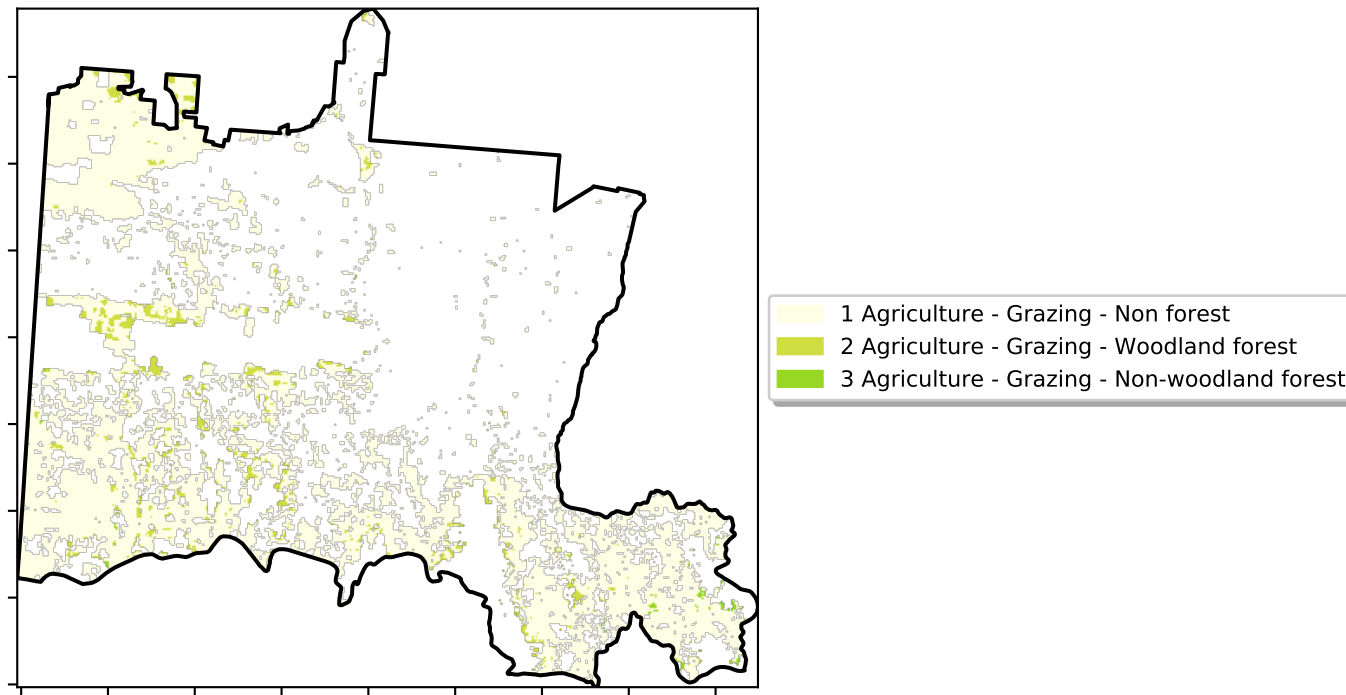 1 Agriculture - Grazing - Non forest
2 Agriculture - Grazing - Woodland forest
3 Agriculture - Grazing - Non-woodland forest